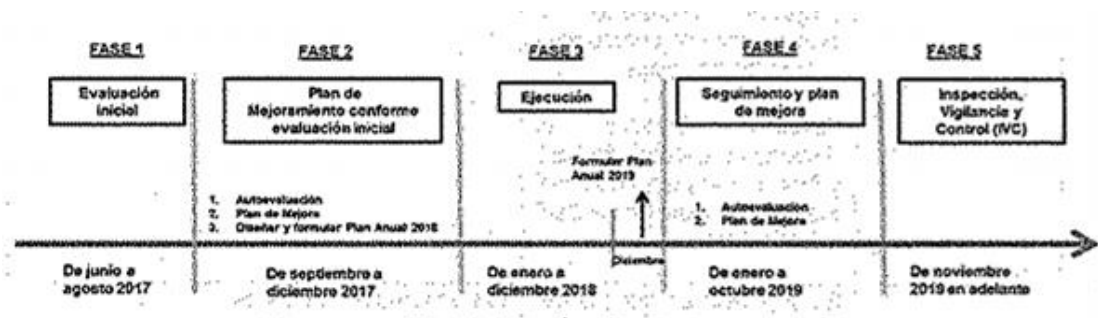 FASE 1
Evaluación
inicial
De junio a
agosto 2017
FASE 2
Plan de
Mejoramiento conforme
evaluación inicial
1. Autoevaluación
2. Plan de Mejora
3. Diseñar y formular Plan Anual 2018
De septiembre a
diciembre 2017
FASE 3
Ejecución
Formular Plan
Anual 2019
Diciembre
De enero a
diciembre 2018
FASE 4
Seguimiento y plan
de mejora
1. Autoevaluación
2. Plan de Mejora
De enero a
octubre 2019
FASE 5
Inspección,
Vigilancia y
Control (IVC)
De noviembre
2019 en adelante